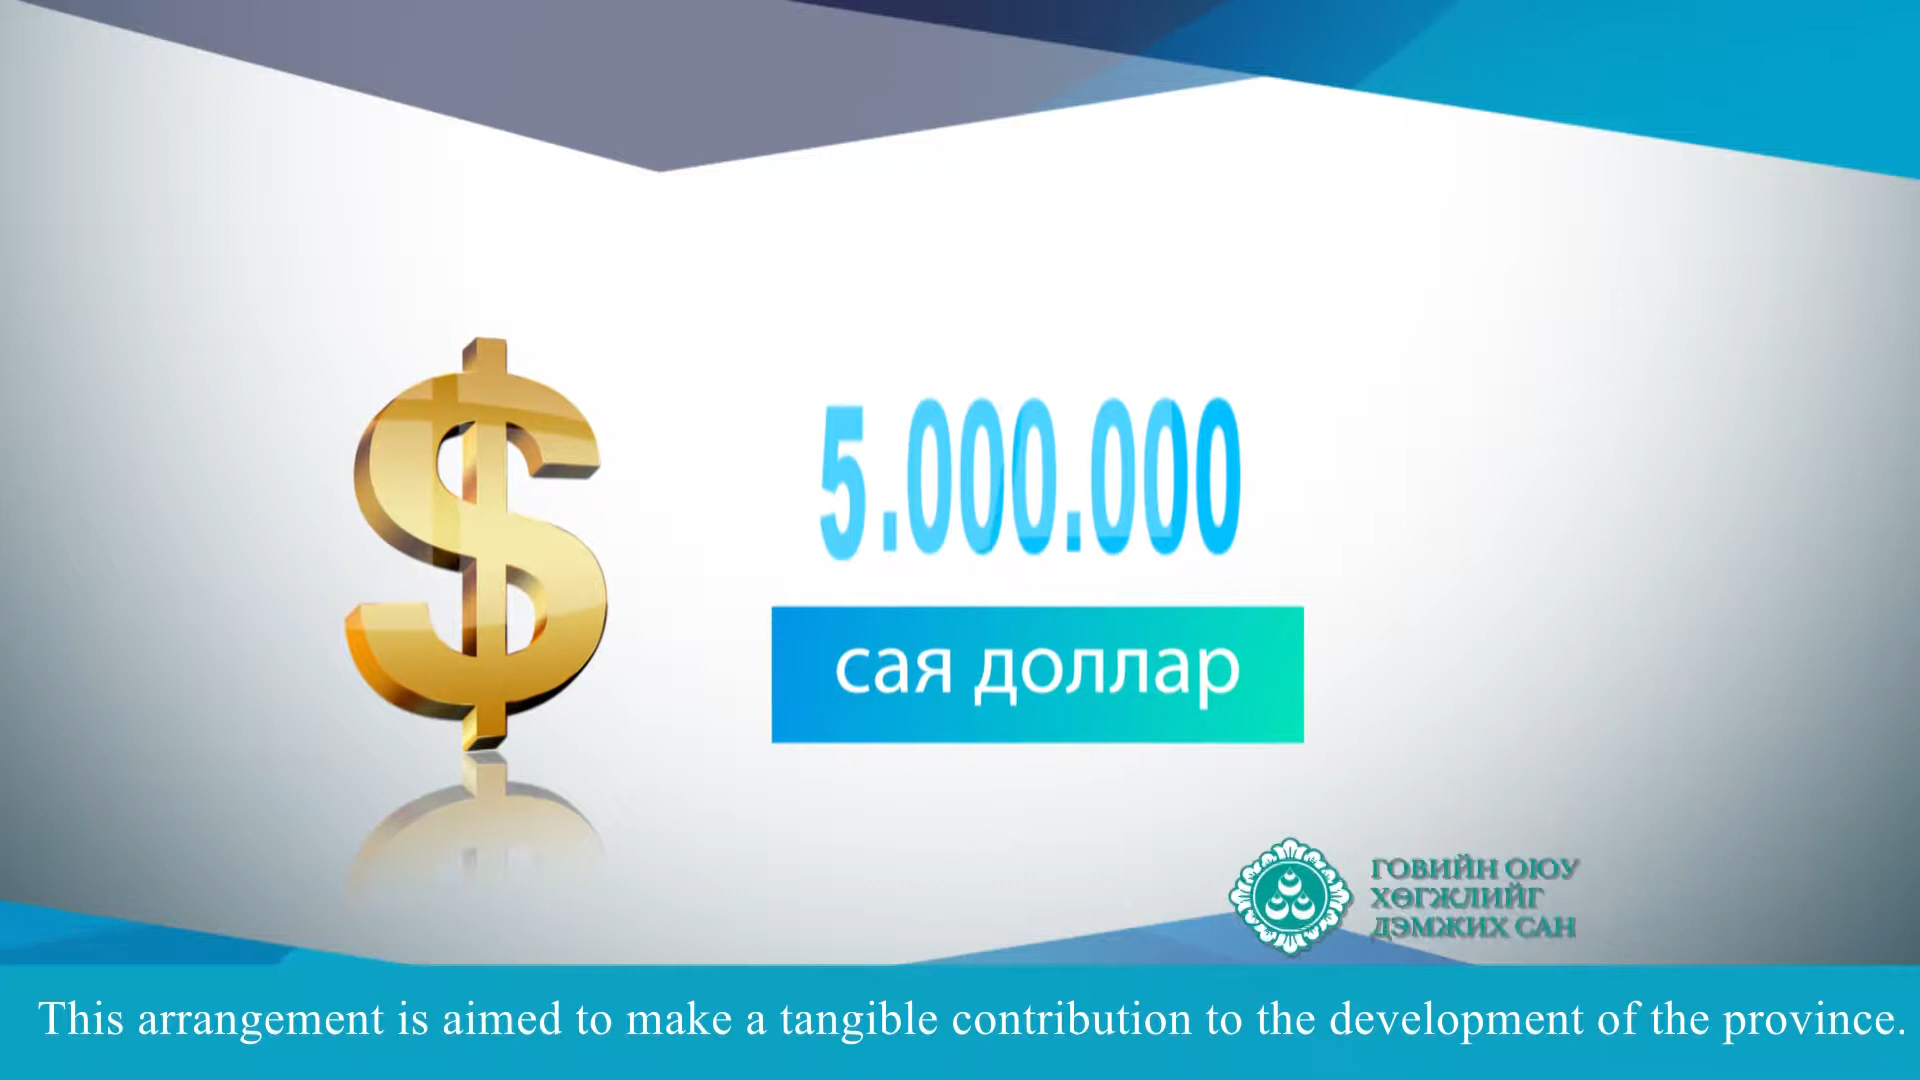 5.000.000
сая доллар
ГОВИЙН ОЮУ
ХӨГЖЛИЙГ
ДЭМЖИХ САН
This arrangement is aimed to make a tangible contribution to the development of the province.